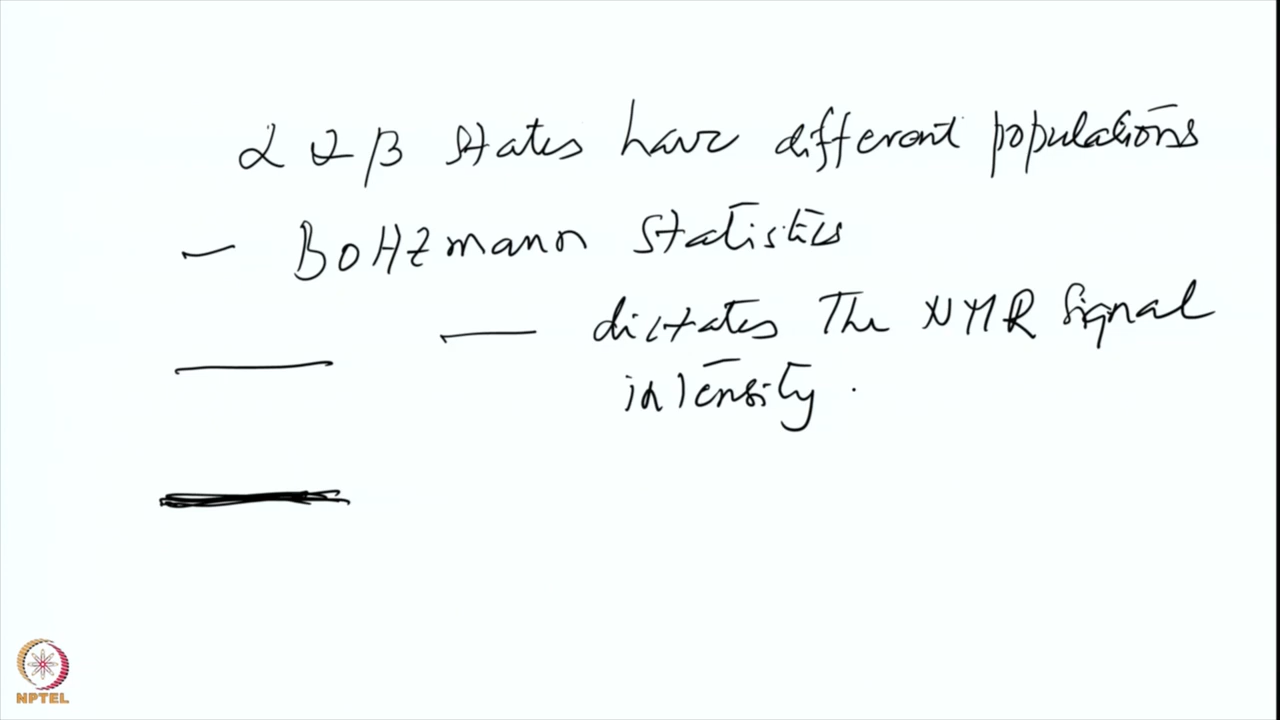 α & β states have different populations
– Boltzmann statistics
— dictates the NMR signal
intensity.
NPTEL